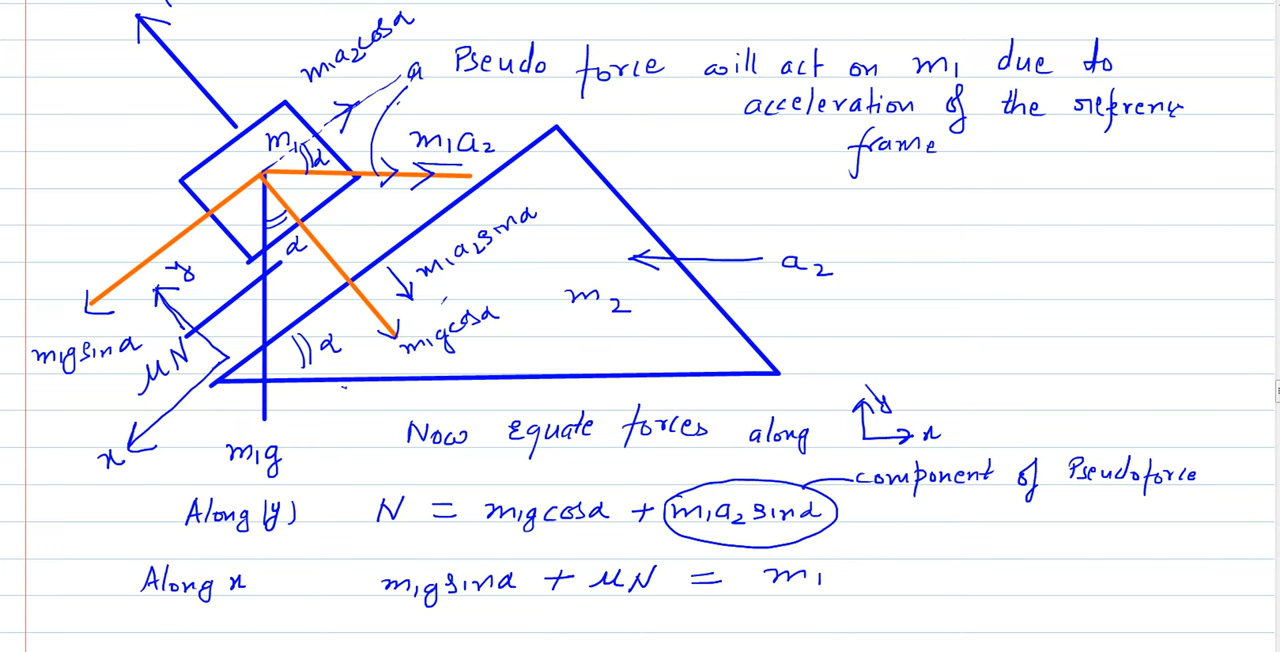 m₁a₂cosα
a Pseudo force will act on m₁ due to
acceleration of the refrence
frame
m₁
α
m₁a₂
α
m₁a₂sinα
a₂
m₂
y
m₁gcosα
m₁gsinα
μN
α
x
m₁g
Now Equate forces along
y
x
component of Pseudoforce
Along (y) N = m₁gcosα + m₁a₂sinα
Along x m₁gsinα + μN = m₁